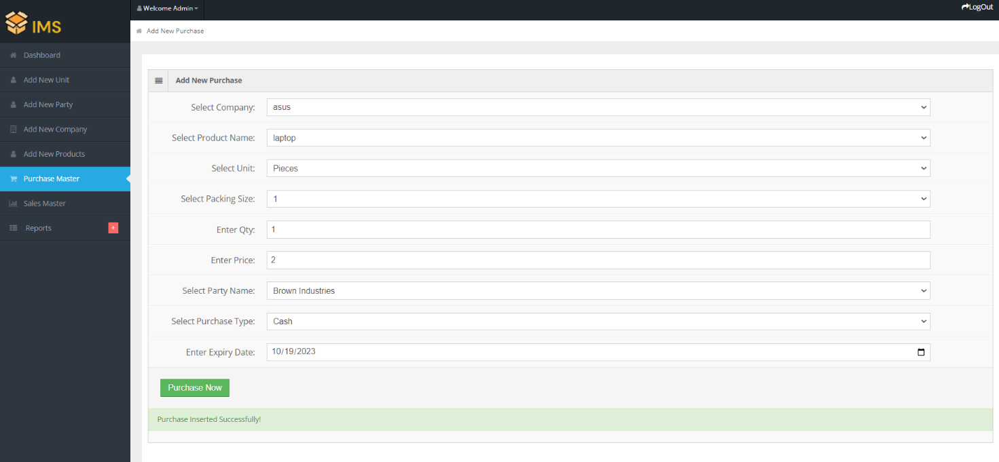 IMS
Welcome Admin
LogOut
Add New Purchase
Dashboard
Add New Unit
Add New Party
Add New Company
Add New Products
Purchase Master
Sales Master
Reports +
Add New Purchase
Select Company: asus
Select Product Name: laptop
Select Unit: Pieces
Select Packing Size: 1
Enter Qty: 1
Enter Price: 2
Select Party Name: Brown Industries
Select Purchase Type: Cash
Enter Expiry Date: 10/19/2023
Purchase Now
Purchase Inserted Successfully!